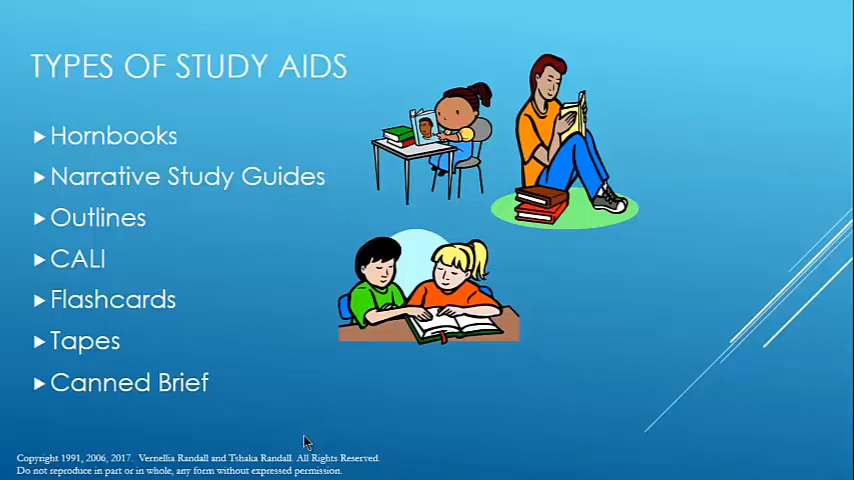 TYPES OF STUDY AIDS
Hornbooks
Narrative Study Guides
Outlines
CALI
Flashcards
Tapes
Canned Brief
Copyright 1991, 2006, 2017. Vernellia Randall and Tshaka Randall. All Rights Reserved.
Do not reproduce in part or in whole, any form without expressed permission.